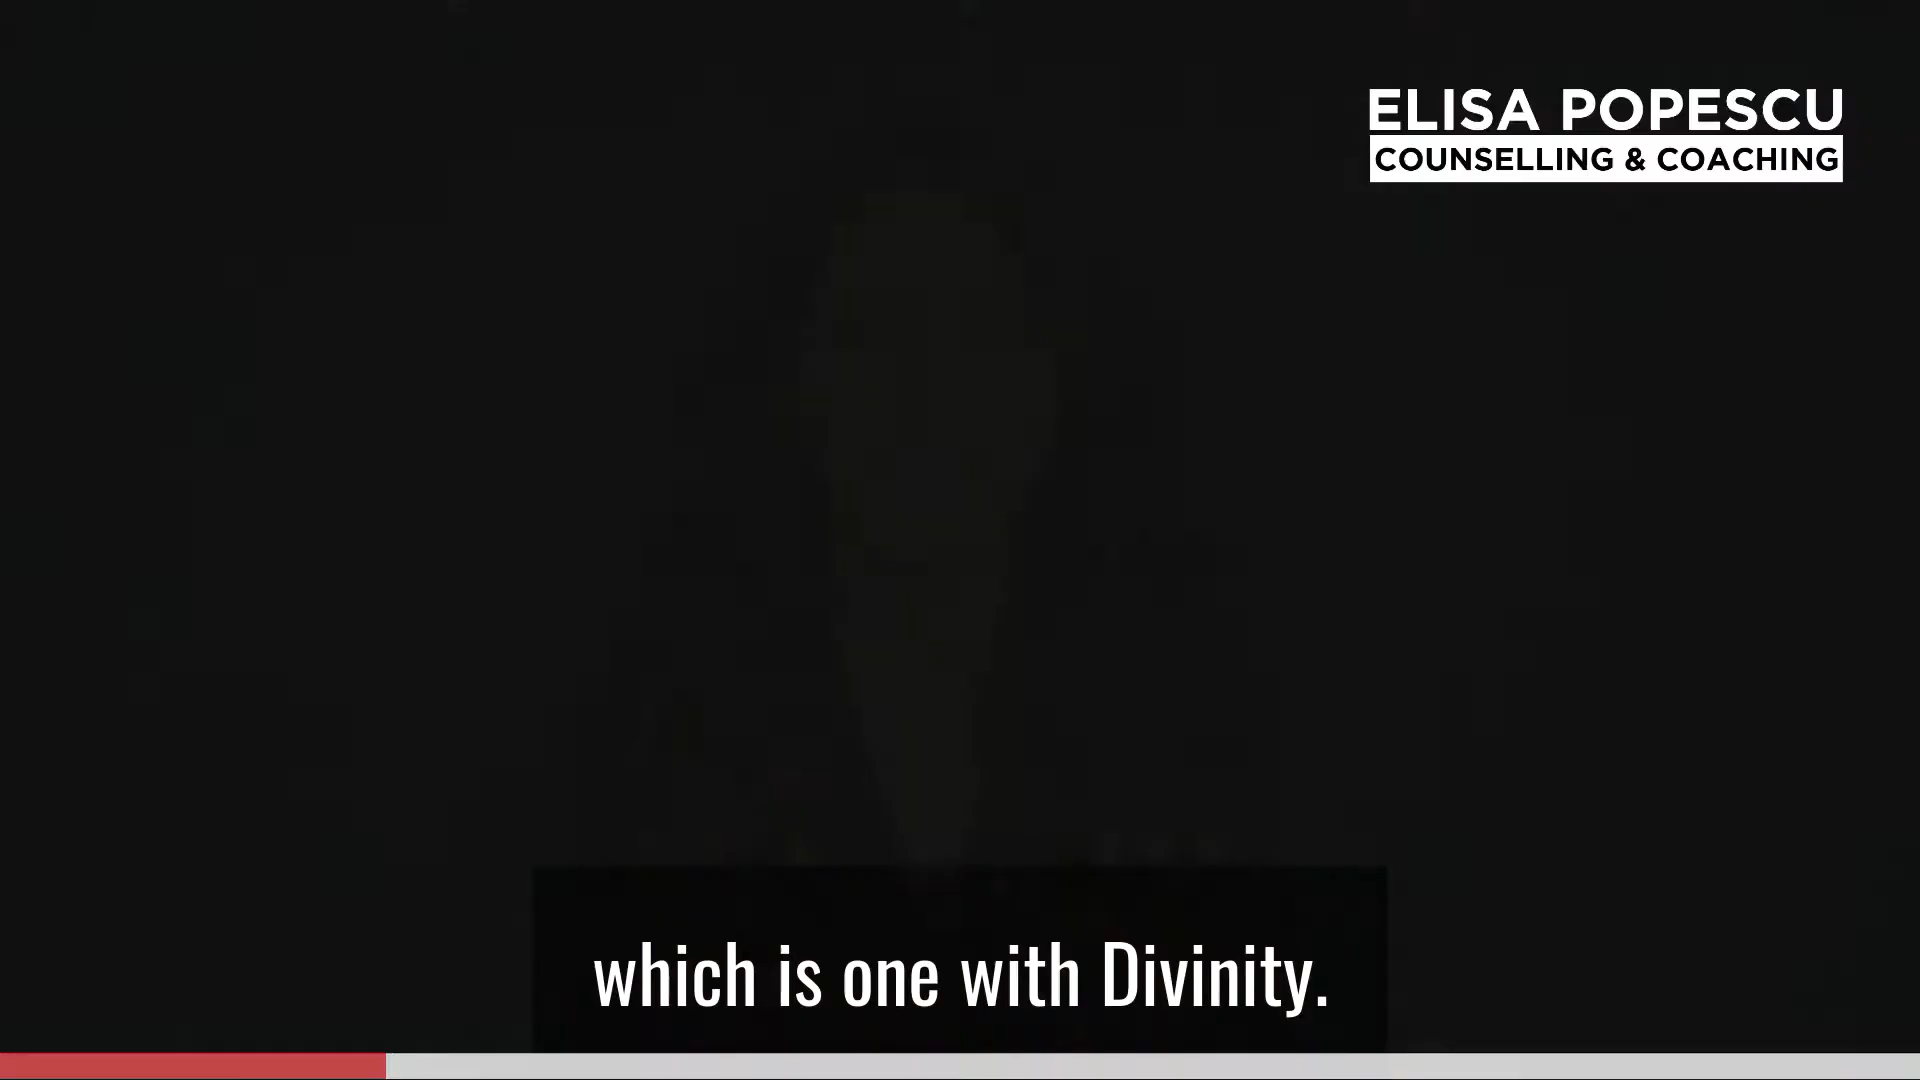 ELISA POPESCU
COUNSELLING & COACHING
which is one with Divinity.